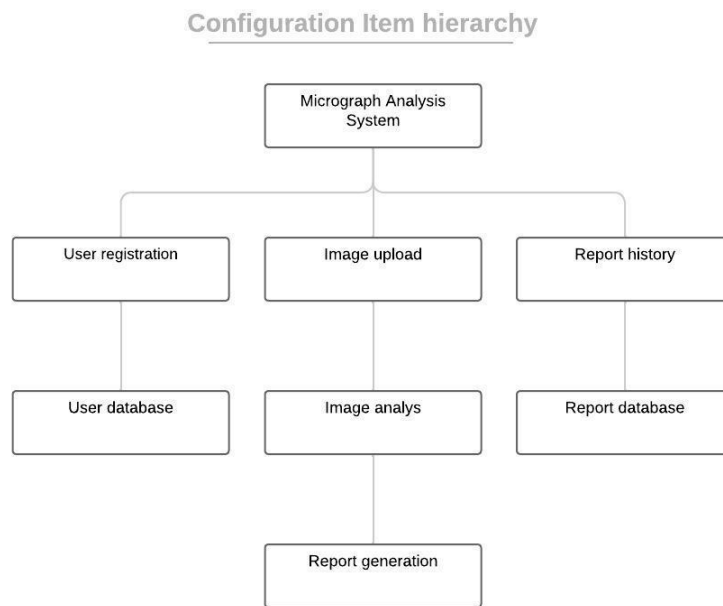 Configuration Item hierarchy
Micrograph Analysis
System
User registration
Image upload
Report history
User database
Image analys
Report database
Report generation